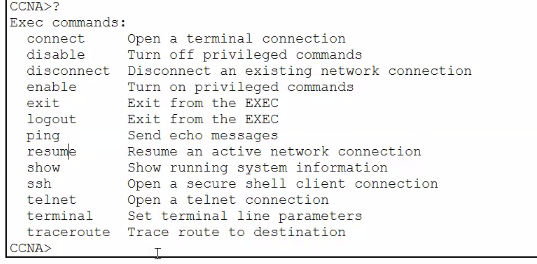 CCNA>?
Exec commands:
  connect     Open a terminal connection
  disable     Turn off privileged commands
  disconnect  Disconnect an existing network connection
  enable      Turn on privileged commands
  exit        Exit from the EXEC
  logout      Exit from the EXEC
  ping        Send echo messages
  resume      Resume an active network connection
  show        Show running system information
  ssh         Open a secure shell client connection
  telnet      Open a telnet connection
  terminal    Set terminal line parameters
  traceroute  Trace route to destination
CCNA>